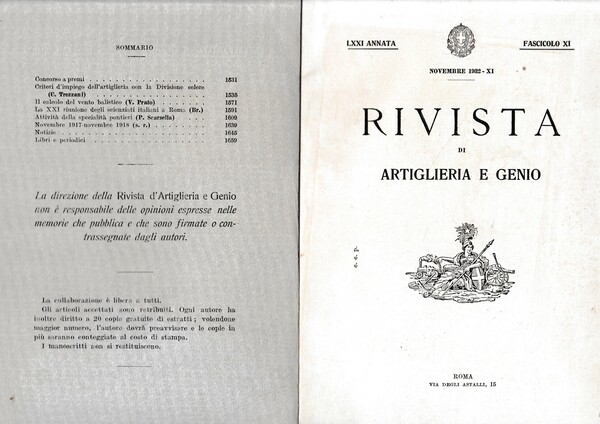 SOMMARIO
Concorso a premi . . . . . . . . . . . . . . . . 1531
Criteri d'impiego dell'artiglieria con la Divisione celere
(C. Trezzani) . . . . . . . . . . . . . . . . 1535
Il calcolo del vento balistico (V. Prato) . . . . . . . 1571
La XXI riunione degli scienziati italiani a Roma (Br.) . . 1591
Attività della specialità pontieri (P. Scarsella) . . . . . 1609
Novembre 1917-novembre 1918 (s. r.) . . . . . . . 1639
Notizie . . . . . . . . . . . . . . . . 1645
Libri e periodici . . . . . . . . . . . . . . . . 1659
La direzione della Rivista d'Artiglieria e Genio
non è responsabile delle opinioni espresse nelle
memorie che pubblica e che sono firmate o con-
trassegnate dagli autori.
La collaborazione è libera a tutti.
Gli articoli accettati sono retribuiti. Ogni autore ha
inoltre diritto a 20 copie gratuite di estratti; volendone
maggior numero, l'autore dovrà preavvisare e le copie in
più saranno conteggiate al costo di stampa.
I manoscritti non si restituiscono.
LXXI ANNATA
FASCICOLO XI
NOVEMBRE 1932-XI
RIVISTA
DI
ARTIGLIERIA E GENIO
ROMA
VIA DEGLI ASTALLI, 15